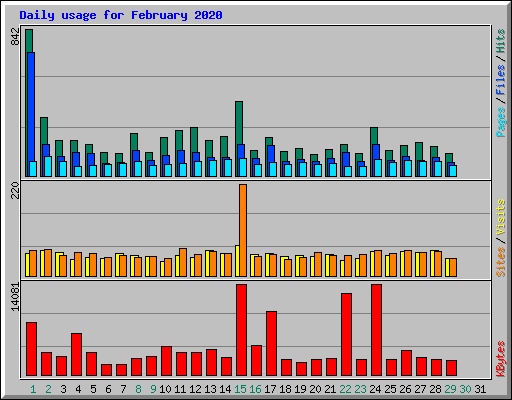 Daily usage for February 2020
842
Pages / Files / Hits
220
Sites / Visits
14081
KBytes
1 2 3 4 5 6 7 8 9 10 11 12 13 14 15 16 17 18 19 20 21 22 23 24 25 26 27 28 29 30 31